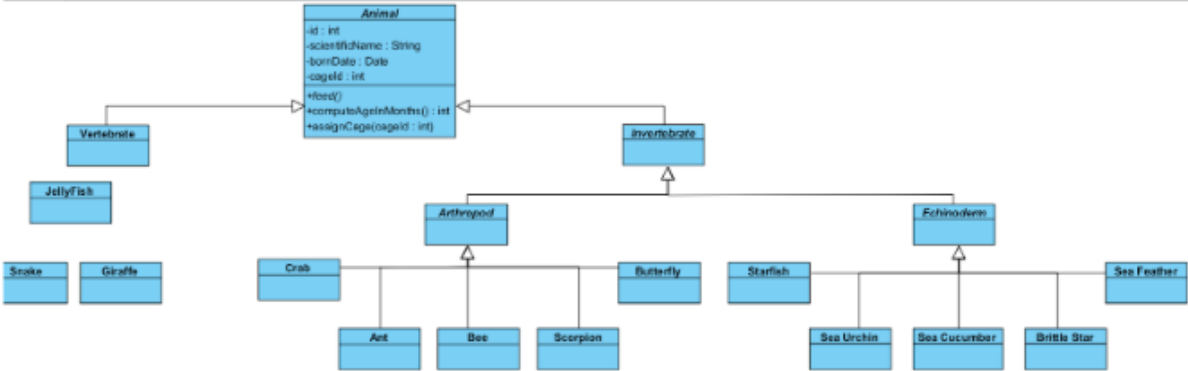 Animal
-id : int
-scientificName : String
-bornDate : Date
-cageId : int
+feed()
+computeAgeInMonths() : int
+assignCage(cageId : int)
Vertebrate
Invertebrate
JellyFish
Arthropod
Echinoderm
Snake
Giraffe
Crab
Butterfly
Starfish
Sea Feather
Ant
Bee
Scorpion
Sea Urchin
Sea Cucumber
Brittle Star